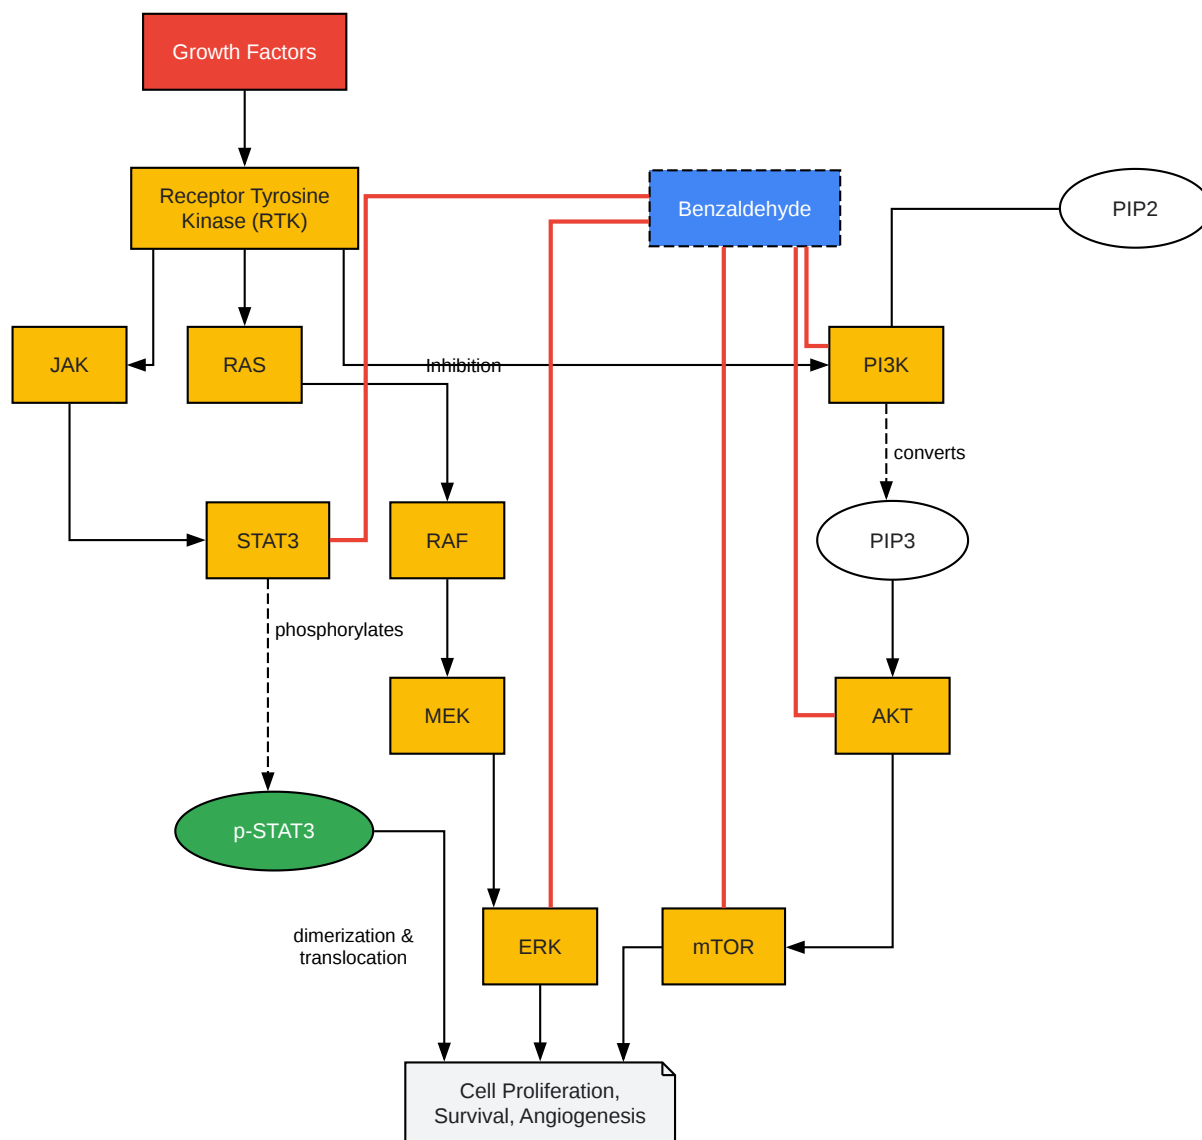 Growth Factors
Receptor Tyrosine
Kinase (RTK)
Benzaldehyde
PIP2
JAK
RAS
Inhibition
PI3K
converts
STAT3
RAF
PIP3
phosphorylates
MEK
AKT
p-STAT3
dimerization &
translocation
ERK
mTOR
Cell Proliferation,
Survival, Angiogenesis